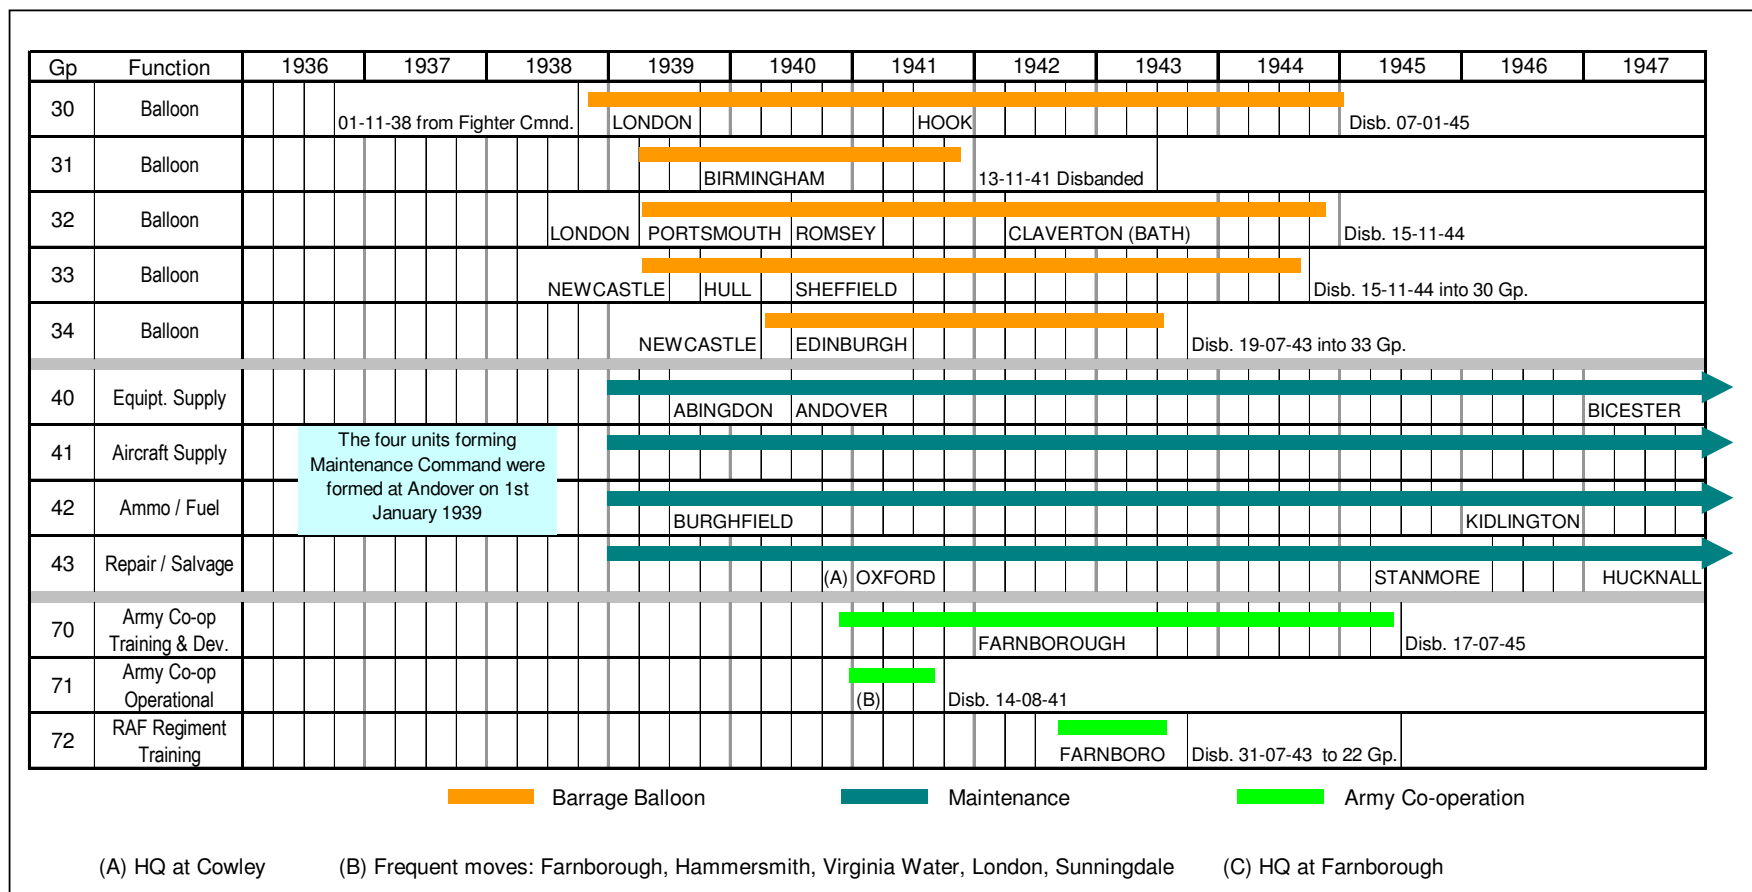 Gp Function 1936 1937 1938 1939 1940 1941 1942 1943 1944 1945 1946 1947
30 Balloon 01-11-38 from Fighter Cmnd. LONDON HOOK Disb. 07-01-45
31 Balloon BIRMINGHAM 13-11-41 Disbanded
32 Balloon LONDON PORTSMOUTH ROMSEY CLAVERTON (BATH) Disb. 15-11-44
33 Balloon NEWCASTLE HULL SHEFFIELD Disb. 15-11-44 into 30 Gp.
34 Balloon NEWCASTLE EDINBURGH Disb. 19-07-43 into 33 Gp.
40 Equipt. Supply ABINGDON ANDOVER BICESTER
41 Aircraft Supply
The four units forming
Maintenance Command were
formed at Andover on 1st
January 1939
42 Ammo / Fuel BURGHFIELD KIDLINGTON
43 Repair / Salvage (A) OXFORD STANMORE HUCKNALL
70 Army Co-op
Training & Dev. FARNBOROUGH Disb. 17-07-45
71 Army Co-op
Operational (B) Disb. 14-08-41
72 RAF Regiment
Training FARNBORO Disb. 31-07-43 to 22 Gp.
Barrage Balloon Maintenance Army Co-operation
(A) HQ at Cowley (B) Frequent moves: Farnborough, Hammersmith, Virginia Water, London, Sunningdale (C) HQ at Farnborough